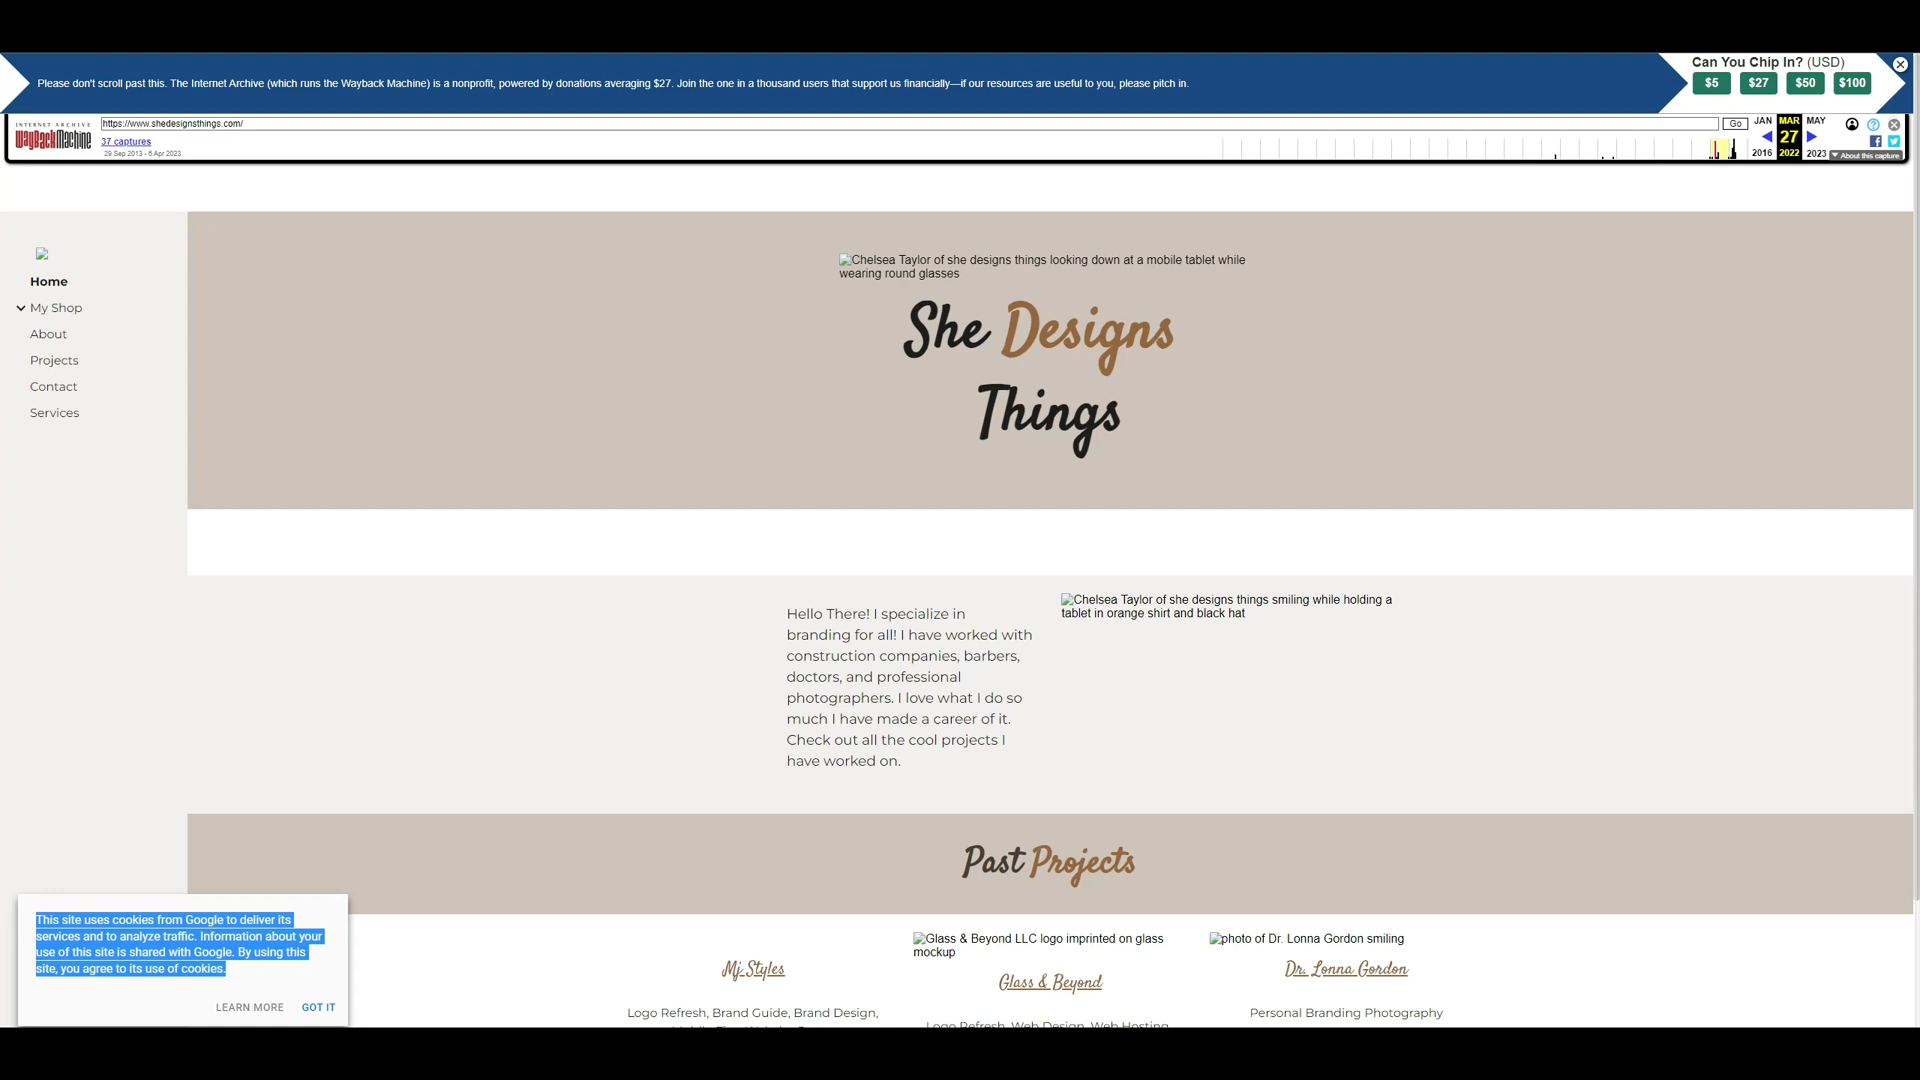 Please don't scroll past this. The Internet Archive (which runs the Wayback Machine) is a nonprofit, powered by donations averaging $27. Join the one in a thousand users that support us financially—if our resources are useful to you, please pitch in.
Can You Chip In? (USD)
$5 $27 $50 $100
INTERNET ARCHIVE
WayBackMachine
https://www.shedesignsthings.com/
Go
37 captures
29 Sep 2013 - 6 Apr 2023
JAN MAR MAY
27
2016 2022 2023
About this capture
Home
My Shop
About
Projects
Contact
Services
Chelsea Taylor of she designs things looking down at a mobile tablet while
wearing round glasses
She Designs
Things
Hello There! I specialize in
branding for all! I have worked with
construction companies, barbers,
doctors, and professional
photographers. I love what I do so
much I have made a career of it.
Check out all the cool projects I
have worked on.
Chelsea Taylor of she designs things smiling while holding a
tablet in orange shirt and black hat
Past Projects
Mj Styles
Logo Refresh, Brand Guide, Brand Design,
Glass & Beyond LLC logo imprinted on glass
mockup
Glass & Beyond
Logo Refresh, Web Design, Web Hosting
photo of Dr. Lonna Gordon smiling
Dr. Lonna Gordon
Personal Branding Photography
This site uses cookies from Google to deliver its
services and to analyze traffic. Information about your
use of this site is shared with Google. By using this
site, you agree to its use of cookies.
LEARN MORE GOT IT